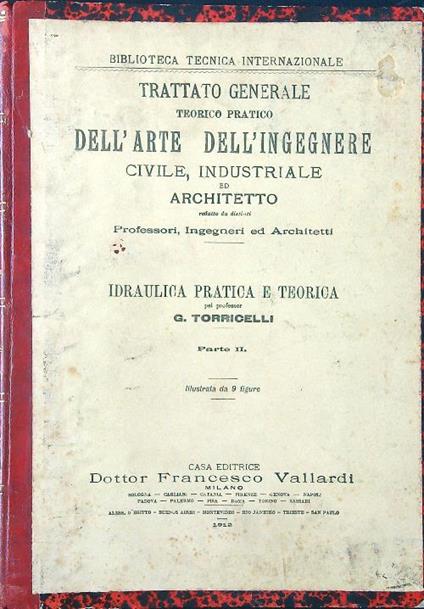 BIBLIOTECA TECNICA INTERNAZIONALE
TRATTATO GENERALE
TEORICO PRATICO
DELL'ARTE DELL'INGEGNERE
CIVILE, INDUSTRIALE
ED
ARCHITETTO
redatto da distinti
Professori, Ingegneri ed Architetti
IDRAULICA PRATICA E TEORICA
pel professor
G. TORRICELLI
Parte II.
Illustrata da 9 figure
CASA EDITRICE
Dottor Francesco Vallardi
MILANO
BOLOGNA — CAGLIARI — CATANIA — FIRENZE — GENOVA — NAPOLI
PADOVA — PALERMO — PISA — ROMA — TORINO — SASSARI
ALESS. D'EGITTO — BUENOS AIRES — MONTEVIDEO — RIO JANEIRO — TRIESTE — SAN PAULO
1912